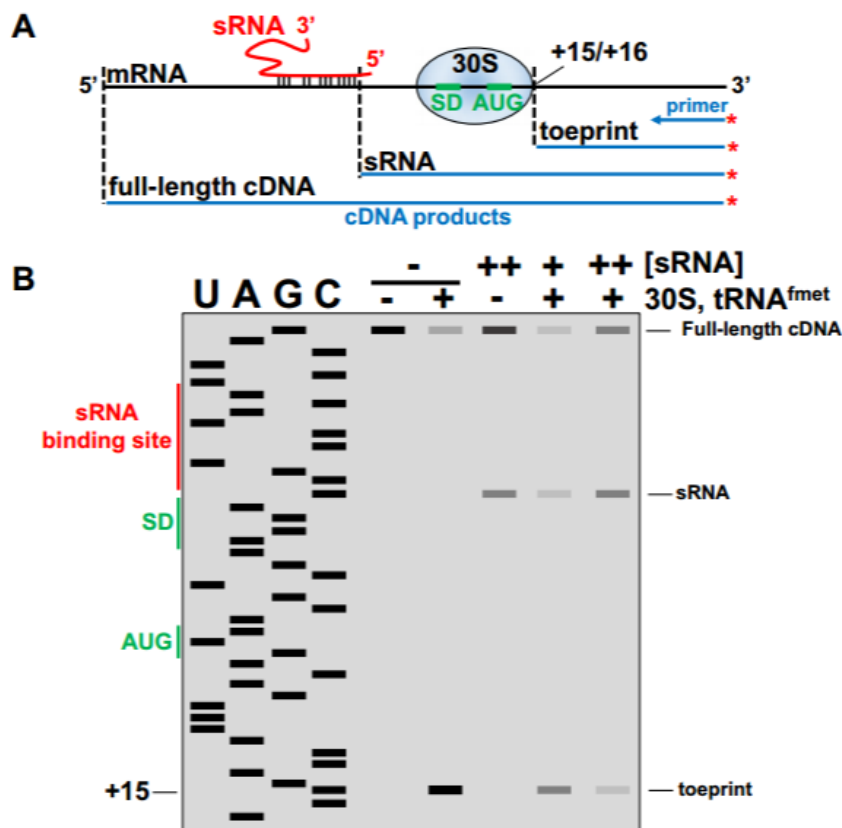 A
sRNA 3'
5'
30S
+15/+16
5'
mRNA
3'
SD
AUG
primer
*
toeprint
*
sRNA
*
full-length cDNA
*
cDNA products
B
- ++ + ++ [sRNA]
U A G C
- + - + + 30S, tRNAᶠᵐᵉᵗ
Full-length cDNA
sRNA
binding site
sRNA
SD
AUG
+15
toeprint